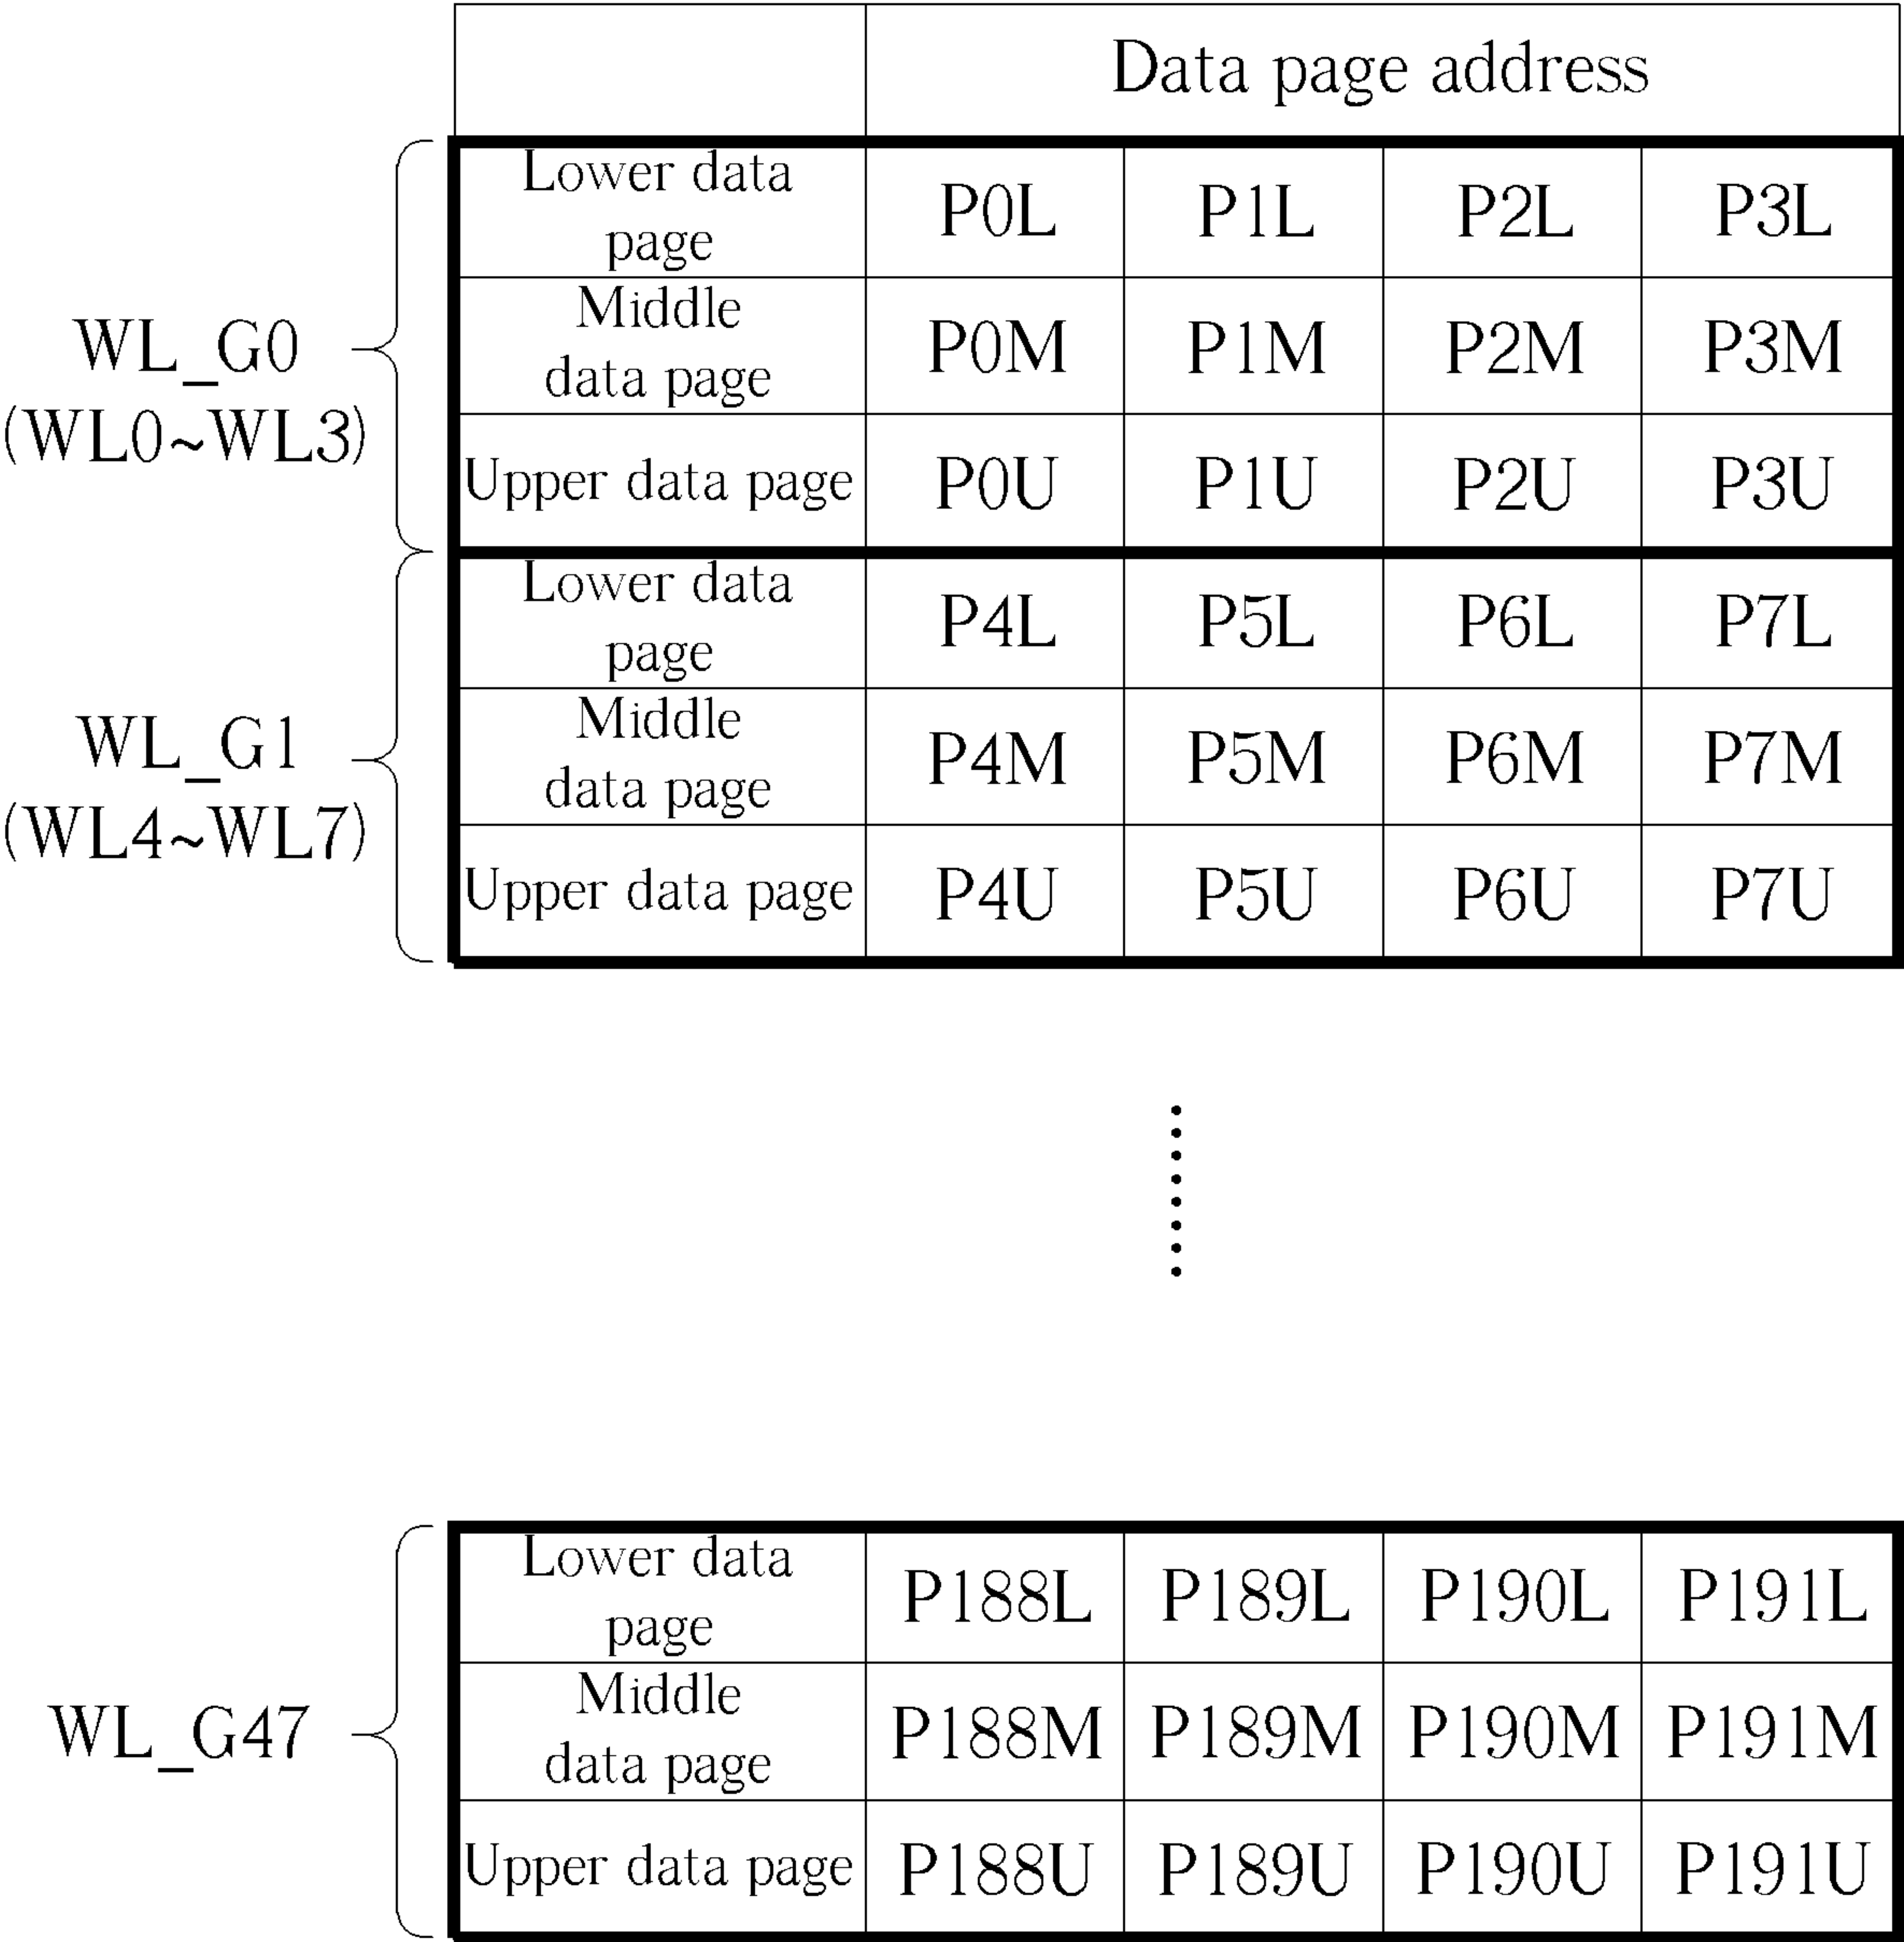 Data page address
WL_G0
(WL0~WL3)
Lower data
page
P0L P1L P2L P3L
Middle
data page
P0M P1M P2M P3M
Upper data page P0U P1U P2U P3U
WL_G1
(WL4~WL7)
Lower data
page
P4L P5L P6L P7L
Middle
data page
P4M P5M P6M P7M
Upper data page P4U P5U P6U P7U
WL_G47
Lower data
page
P188L P189L P190L P191L
Middle
data page
P188M P189M P190M P191M
Upper data page P188U P189U P190U P191U